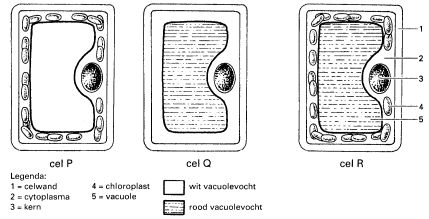 1
2
3
4
5
cel P
cel Q
cel R
Legenda:
1 = celwand
4 = chloroplast
wit vacuolevocht
2 = cytoplasma
5 = vacuole
3 = kern
rood vacuolevocht